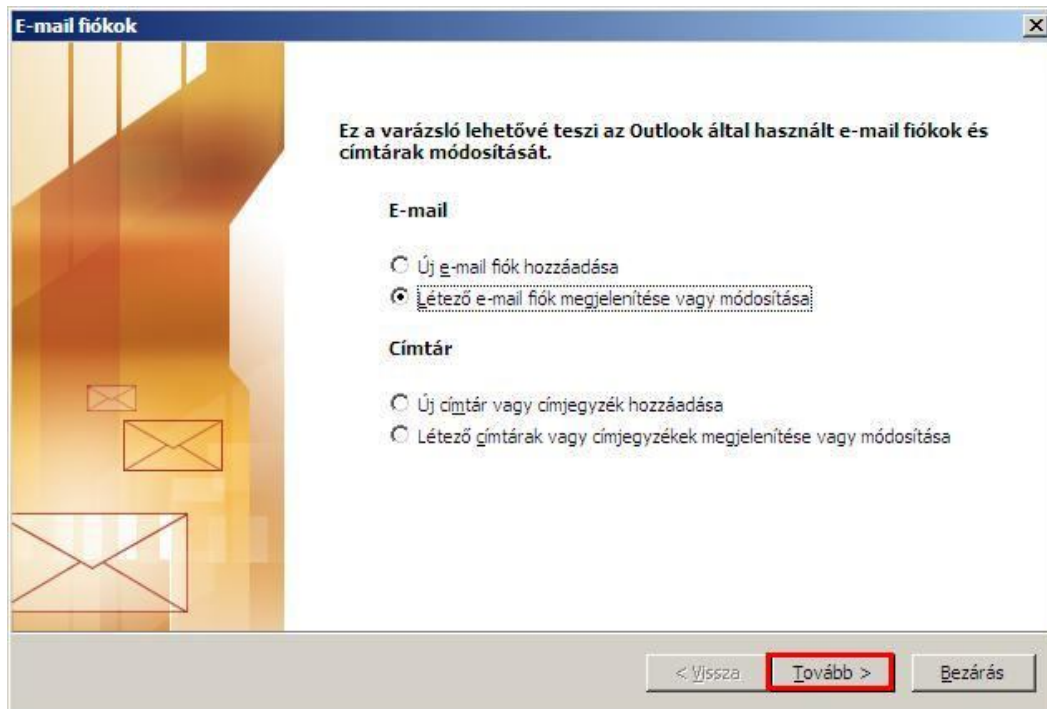 E-mail fiókok
Ez a varázsló lehetővé teszi az Outlook által használt e-mail fiókok és
címtárak módosítását.
E-mail
Új e-mail fiók hozzáadása
Létező e-mail fiók megjelenítése vagy módosítása
Címtár
Új címtár vagy címjegyzék hozzáadása
Létező címtárak vagy címjegyzékek megjelenítése vagy módosítása
< Vissza Tovább > Bezárás